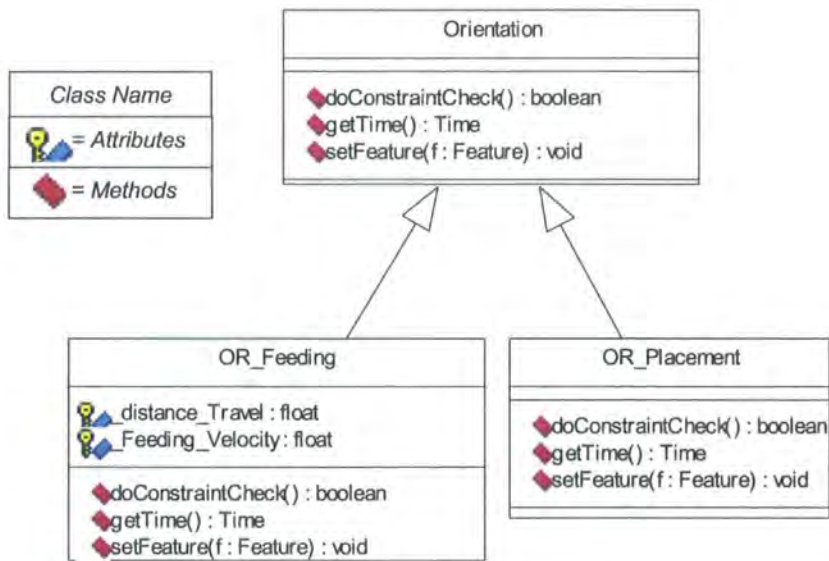 Orientation
doConstraintCheck() : boolean
getTime() : Time
setFeature(f : Feature) : void
Class Name
= Attributes
= Methods
OR_Feeding
_distance_Travel : float
_Feeding_Velocity : float
doConstraintCheck() : boolean
getTime() : Time
setFeature(f : Feature) : void
OR_Placement
doConstraintCheck() : boolean
getTime() : Time
setFeature(f : Feature) : void